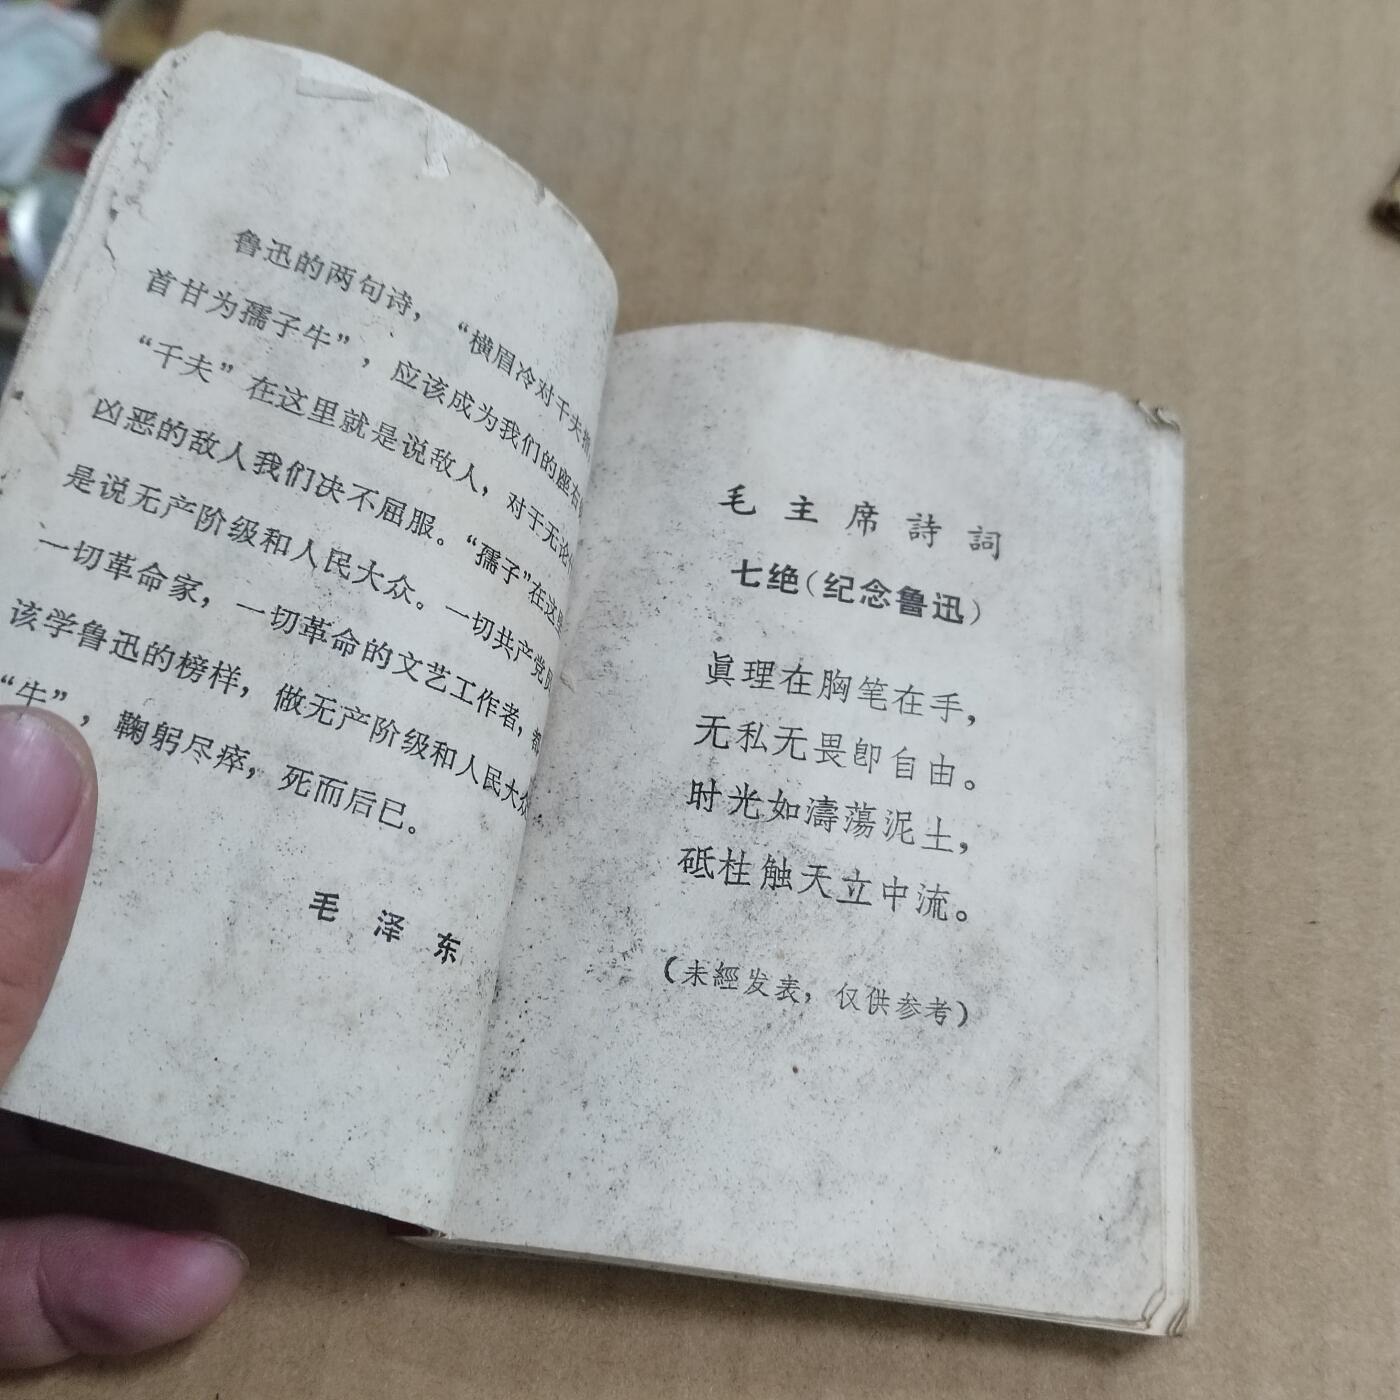 鲁迅的两句诗，“横眉冷对千夫指
首甘为孺子牛”，应该成为我们的座右
“千夫”在这里就是说敌人，对于无论
凶恶的敌人我们决不屈服。“孺子”在这里
是说无产阶级和人民大众。一切共产党员
一切革命家，一切革命的文艺工作者，都
该学鲁迅的榜样，做无产阶级和人民大众
“牛”，鞠躬尽瘁，死而后已。
毛泽东
毛主席詩詞
七绝（纪念鲁迅）
眞理在胸笔在手，
无私无畏卽自由。
时光如濤蕩泥土，
砥柱触天立中流。
（未經发表，仅供参考）